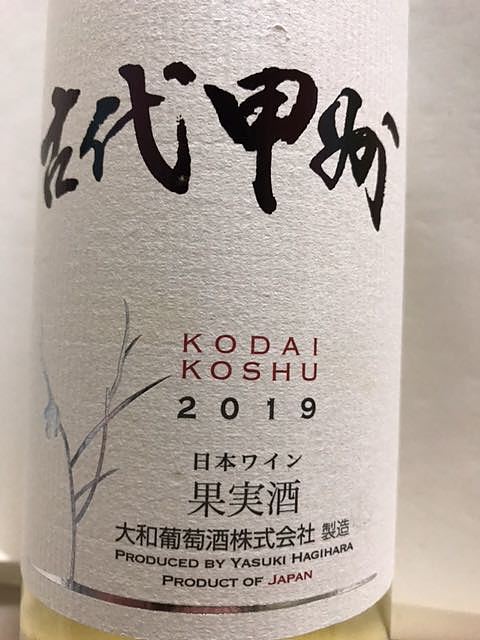 古代甲州
KODAI
KOSHU
2019
日本ワイン
果実酒
大和葡萄酒株式会社 製造
PRODUCED BY YASUKI HAGIHARA
PRODUCT OF JAPAN